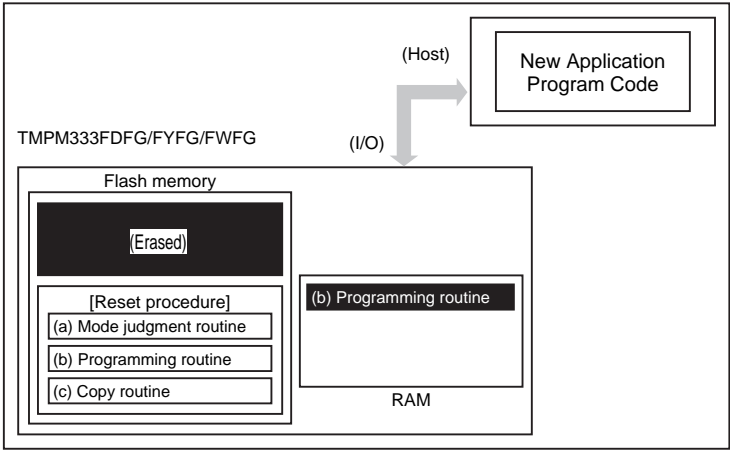 (Host)
New Application
Program Code
TMPM333FDFG/FYFG/FWFG
(I/O)
Flash memory
(Erased)
[Reset procedure]
(a) Mode judgment routine
(b) Programming routine
(c) Copy routine
(b) Programming routine
RAM